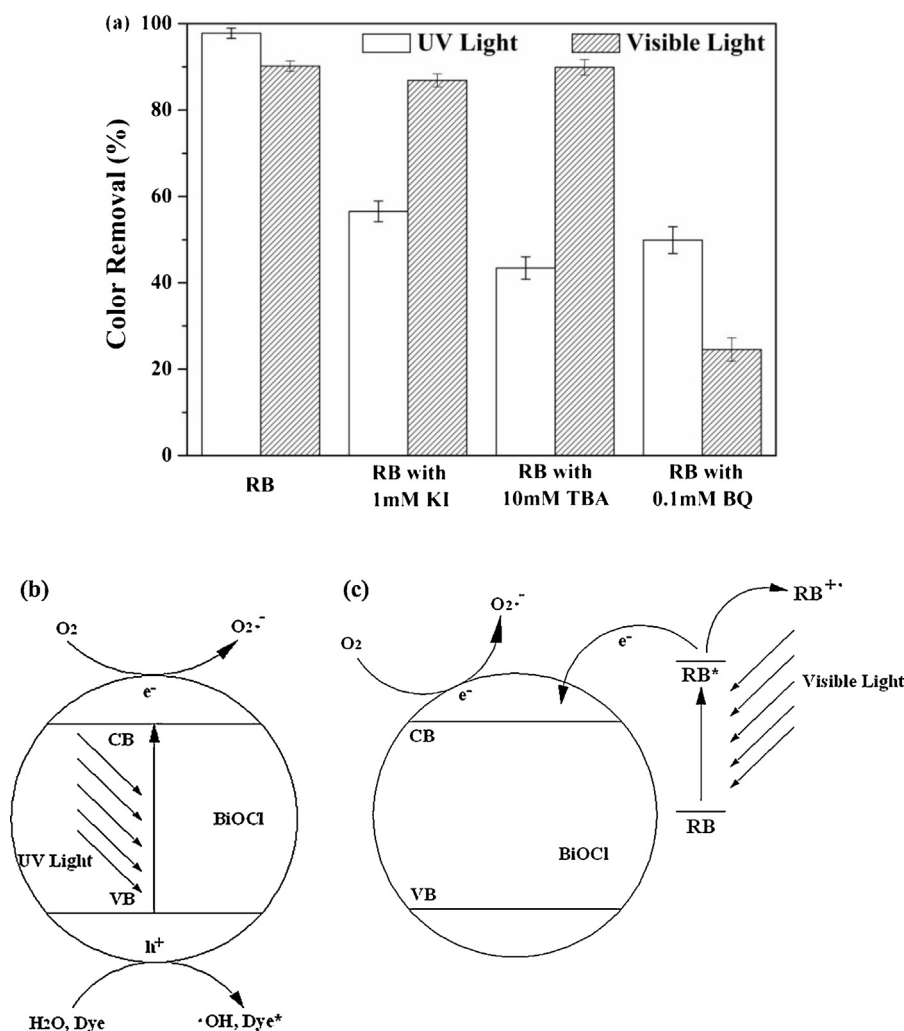 (a)
UV Light
Visible Light
Color Removal (%)
100
80
60
40
20
0
RB
RB with
1mM KI
RB with
10mM TBA
RB with
0.1mM BQ
(b)
O2
O2·-
e-
CB
BiOCl
UV Light
VB
h+
H2O, Dye
·OH, Dye*
(c)
O2
O2·-
e-
e-
RB+·
RB*
Visible Light
CB
RB
BiOCl
VB